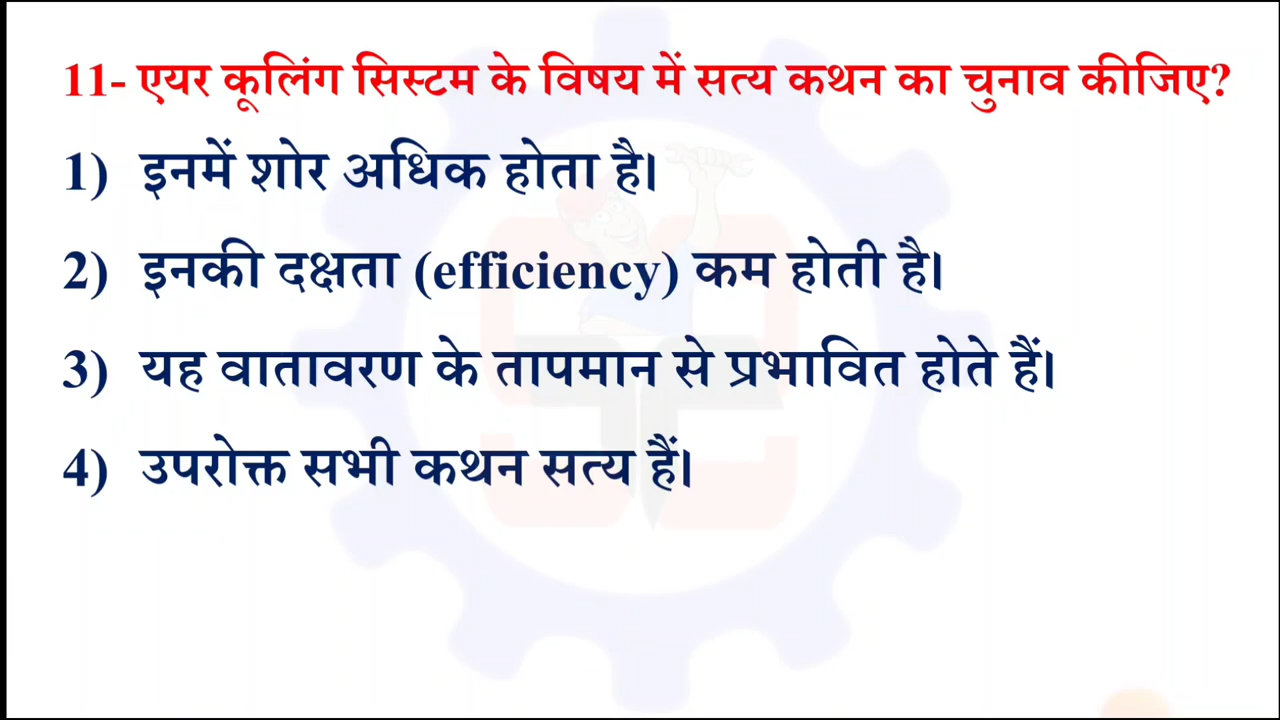 11- एयर कूलिंग सिस्टम के विषय में सत्य कथन का चुनाव कीजिए?
1) इनमें शोर अधिक होता है।
2) इनकी दक्षता (efficiency) कम होती है।
3) यह वातावरण के तापमान से प्रभावित होते हैं।
4) उपरोक्त सभी कथन सत्य हैं।